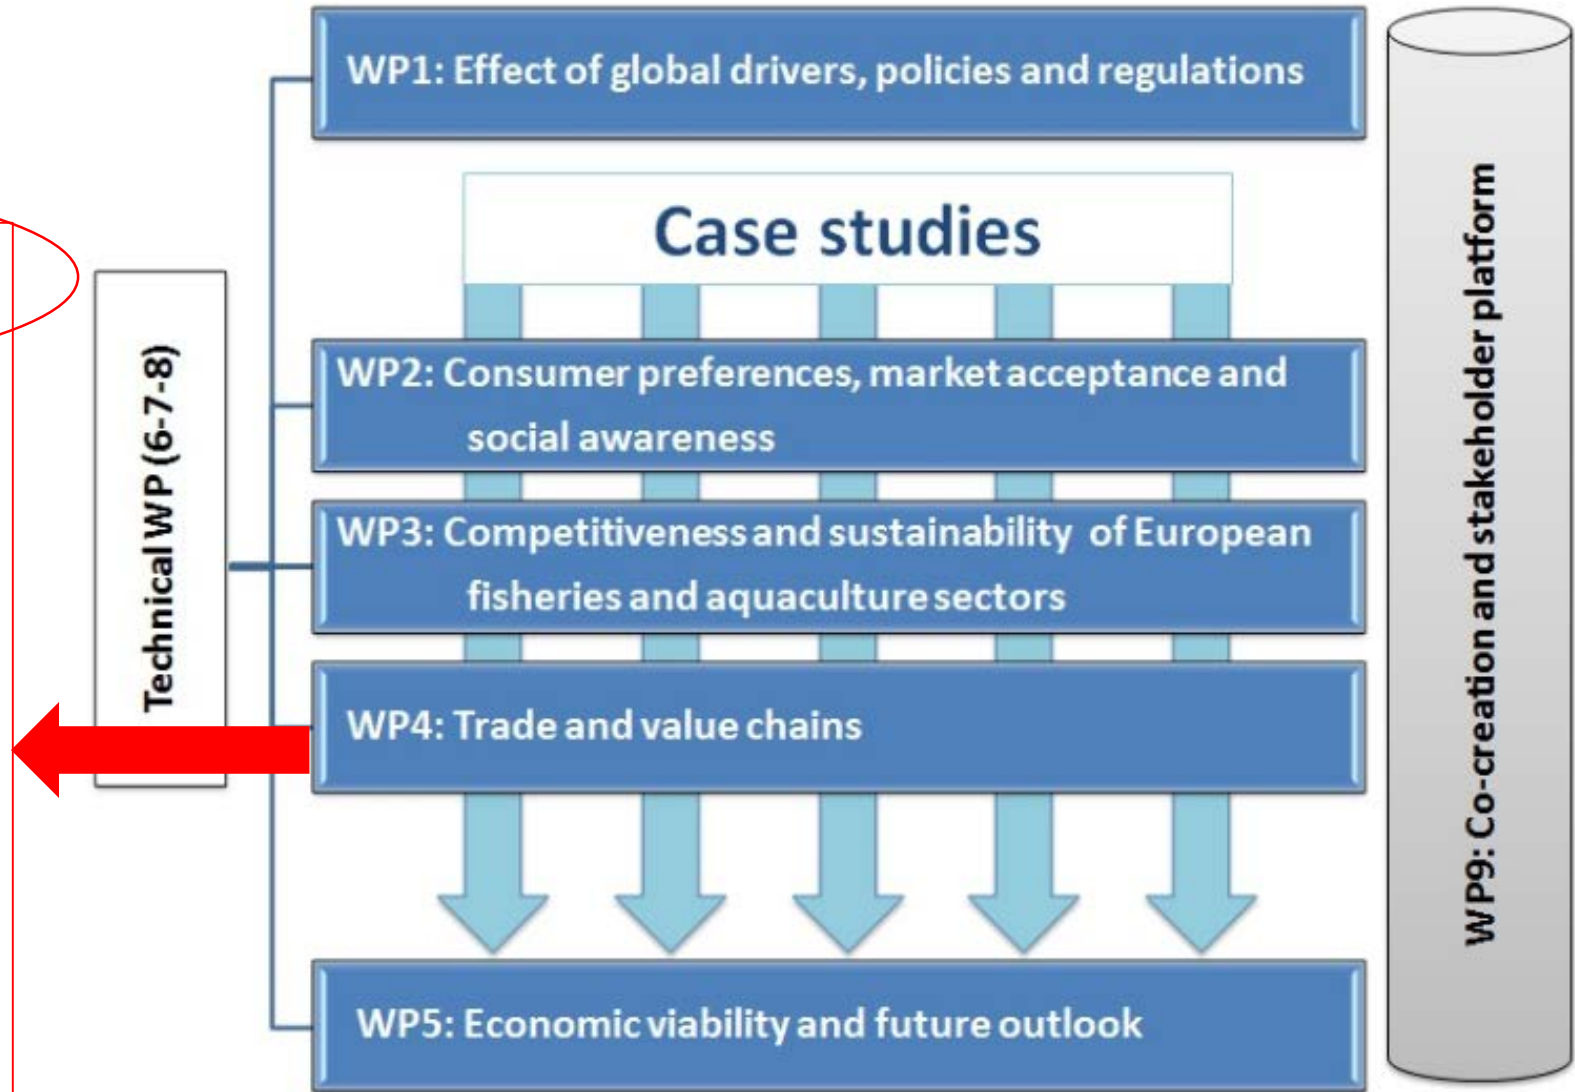 WP1: Effect of global drivers, policies and regulations
Case studies
Technical WP (6-7-8)
WP2: Consumer preferences, market acceptance and
social awareness
WP3: Competitiveness and sustainability of European
fisheries and aquaculture sectors
WP4: Trade and value chains
WP5: Economic viability and future outlook
WP9: Co-creation and stakeholder platform